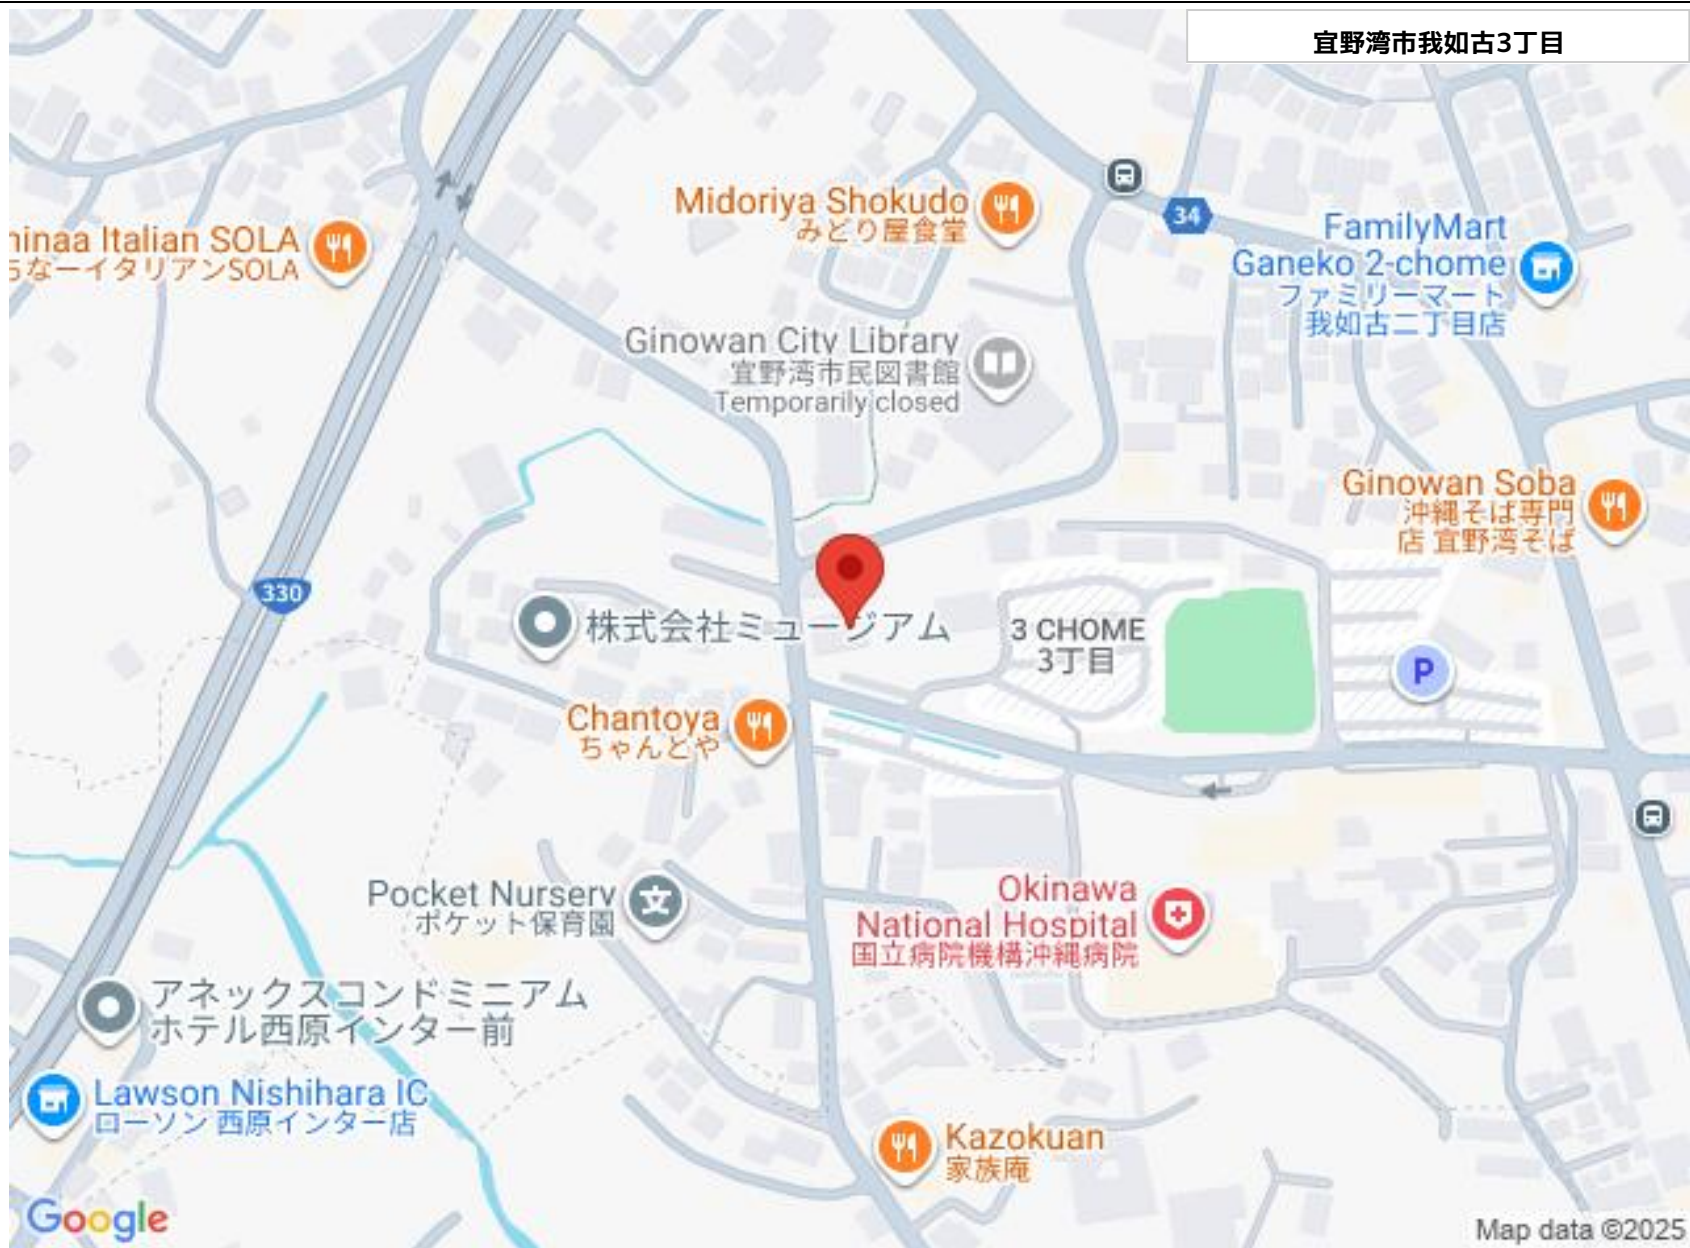 宜野湾市我如古3丁目
Midoriya Shokudo
みどり屋食堂
34
FamilyMart
Ganeko 2-chome
ファミリーマート
我如古二丁目店
hinaa Italian SOLA
ちなーイタリアンSOLA
Ginowan City Library
宜野湾市民図書館
Temporarily closed
Ginowan Soba
沖縄そば専門
店 宜野湾そば
330
株式会社ミュージアム
3 CHOME
3丁目
P
Chantoya
ちゃんとや
Pocket Nursery
ポケット保育園
Okinawa
National Hospital
国立病院機構沖縄病院
アネックスコンドミニアム
ホテル西原インター前
Lawson Nishihara IC
ローソン 西原インター店
Kazokuan
家族庵
Google
Map data ©2025